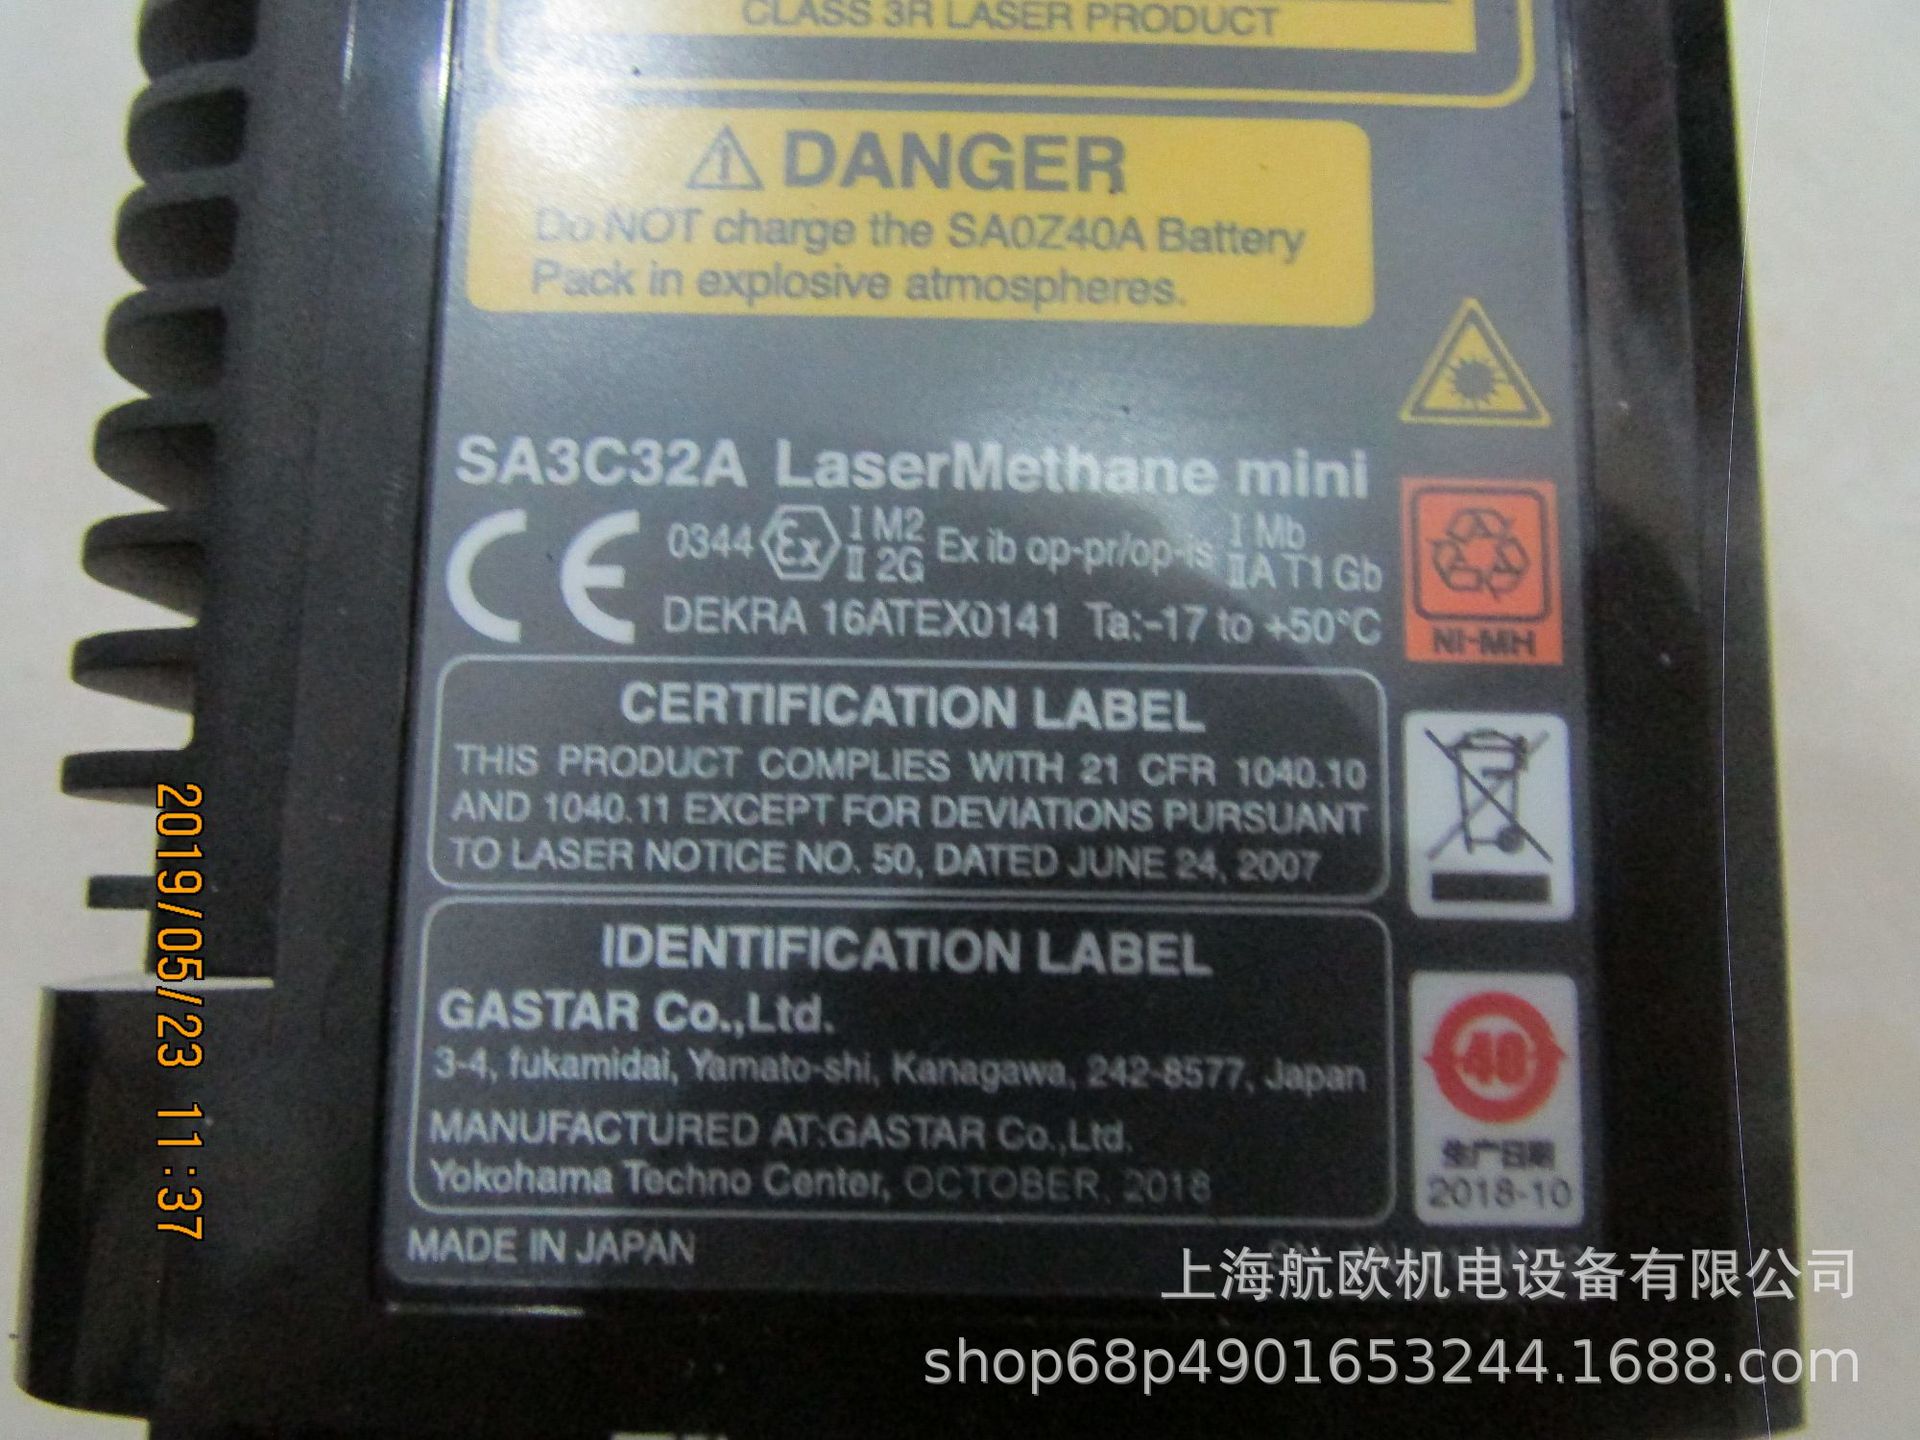 CLASS 3R LASER PRODUCT
DANGER
Do NOT charge the SA0Z40A Battery
Pack in explosive atmospheres.
SA3C32A LaserMethane mini
CE 0344 Ex I M2 Ex ib op-pr/op-is I Mb
II 2G IIA T1 Gb
DEKRA 16ATEX0141 Ta:-17 to +50°C
NI-MH
CERTIFICATION LABEL
THIS PRODUCT COMPLIES WITH 21 CFR 1040.10
AND 1040.11 EXCEPT FOR DEVIATIONS PURSUANT
TO LASER NOTICE NO. 50, DATED JUNE 24, 2007
IDENTIFICATION LABEL
GASTAR Co.,Ltd.
3-4, fukamidai, Yamato-shi, Kanagawa, 242-8577, Japan
MANUFACTURED AT:GASTAR Co.,Ltd.
Yokohama Techno Center, OCTOBER, 2018
40
生产日期
2018-10
MADE IN JAPAN
2019/05/23 11:37
上海航欧机电设备有限公司
shop68p4901653244.1688.com